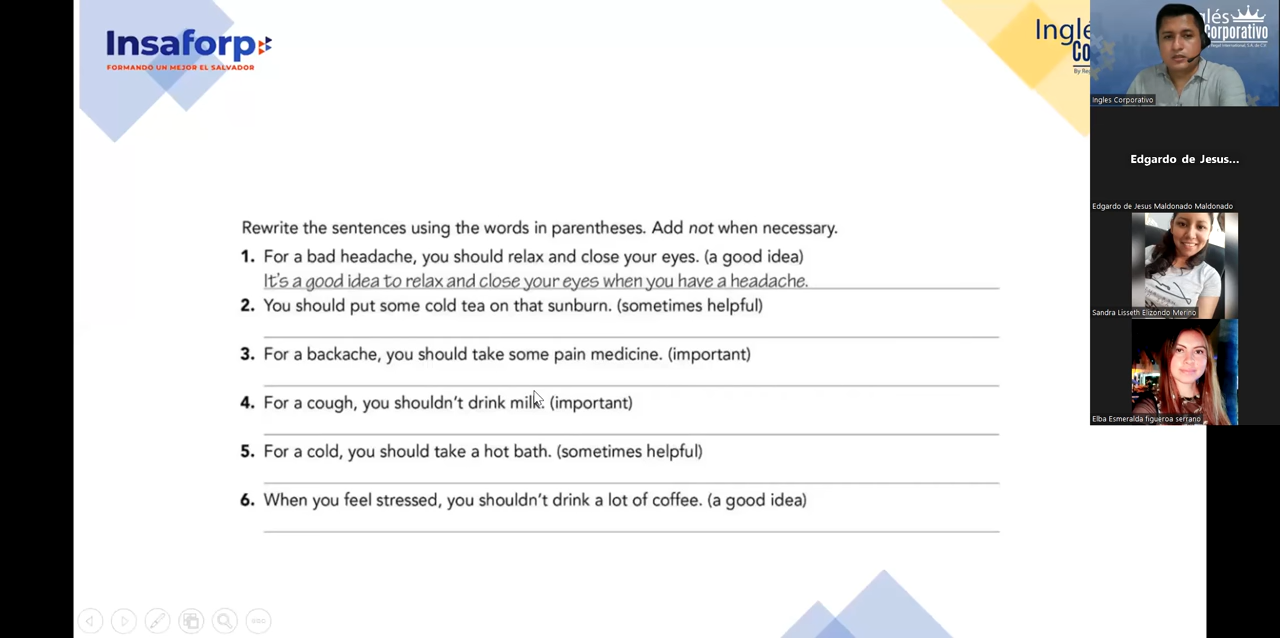 Insaforp
FORMANDO UN MEJOR EL SALVADOR
Rewrite the sentences using the words in parentheses. Add not when necessary.
1. For a bad headache, you should relax and close your eyes. (a good idea)
It's a good idea to relax and close your eyes when you have a headache.
2. You should put some cold tea on that sunburn. (sometimes helpful)
3. For a backache, you should take some pain medicine. (important)
4. For a cough, you shouldn't drink milk. (important)
5. For a cold, you should take a hot bath. (sometimes helpful)
6. When you feel stressed, you shouldn't drink a lot of coffee. (a good idea)
Ingles Corporativo
Edgardo de Jesus...
Edgardo de Jesus Maldonado Maldonado
Sandra Lisseth Elizondo Merino
Elba Esmeralda figueroa serrano